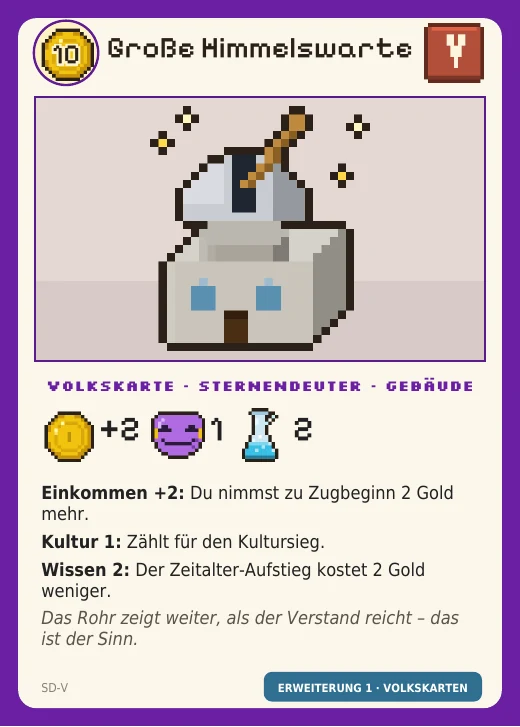 10 Große Himmelswarte V
VOLKSKARTE · STERNENDEUTER · GEBÄUDE
+2 1 2
Einkommen +2: Du nimmst zu Zugbeginn 2 Gold
mehr.
Kultur 1: Zählt für den Kultursieg.
Wissen 2: Der Zeitalter-Aufstieg kostet 2 Gold
weniger.
Das Rohr zeigt weiter, als der Verstand reicht – das
ist der Sinn.
SD-V ERWEITERUNG 1 · VOLKSKARTEN